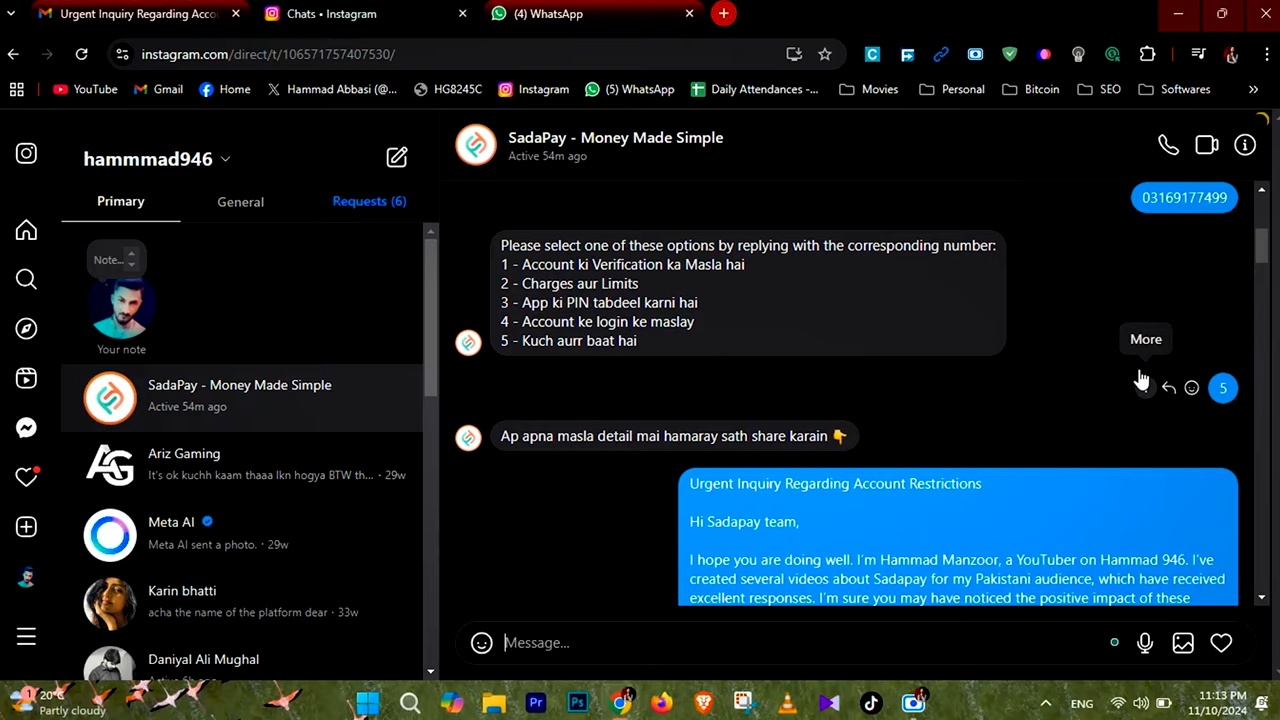 Urgent Inquiry Regarding Accou
Chats • Instagram
(4) WhatsApp
instagram.com/direct/t/106571757407530/
YouTube
Gmail
Home
Hammad Abbasi (@...
HG8245C
Instagram
(5) WhatsApp
Daily Attendances -...
Movies
Personal
Bitcoin
SEO
Softwares
hammmad946
Primary
General
Requests (6)
Note...
Your note
SadaPay - Money Made Simple
Active 54m ago
Ariz Gaming
It's ok kuchh kaam thaaa lkn hogya BTW th... · 29w
Meta AI
Meta AI sent a photo. · 29w
Karin bhatti
acha the name of the platform dear · 33w
Daniyal Ali Mughal
SadaPay - Money Made Simple
Active 54m ago
03169177499
Please select one of these options by replying with the corresponding number:
1 - Account ki Verification ka Masla hai
2 - Charges aur Limits
3 - App ki PIN tabdeel karni hai
4 - Account ke login ke maslay
5 - Kuch aurr baat hai
More
5
Ap apna masla detail mai hamaray sath share karain 👇
Urgent Inquiry Regarding Account Restrictions
Hi Sadapay team,
I hope you are doing well. I'm Hammad Manzoor, a YouTuber on Hammad 946. I've
created several videos about Sadapay for my Pakistani audience, which have received
excellent responses. I'm sure you may have noticed the positive impact of these
Message...
1
20°C
Partly cloudy
Pr
Ps
ENG
11:13 PM
11/10/2024